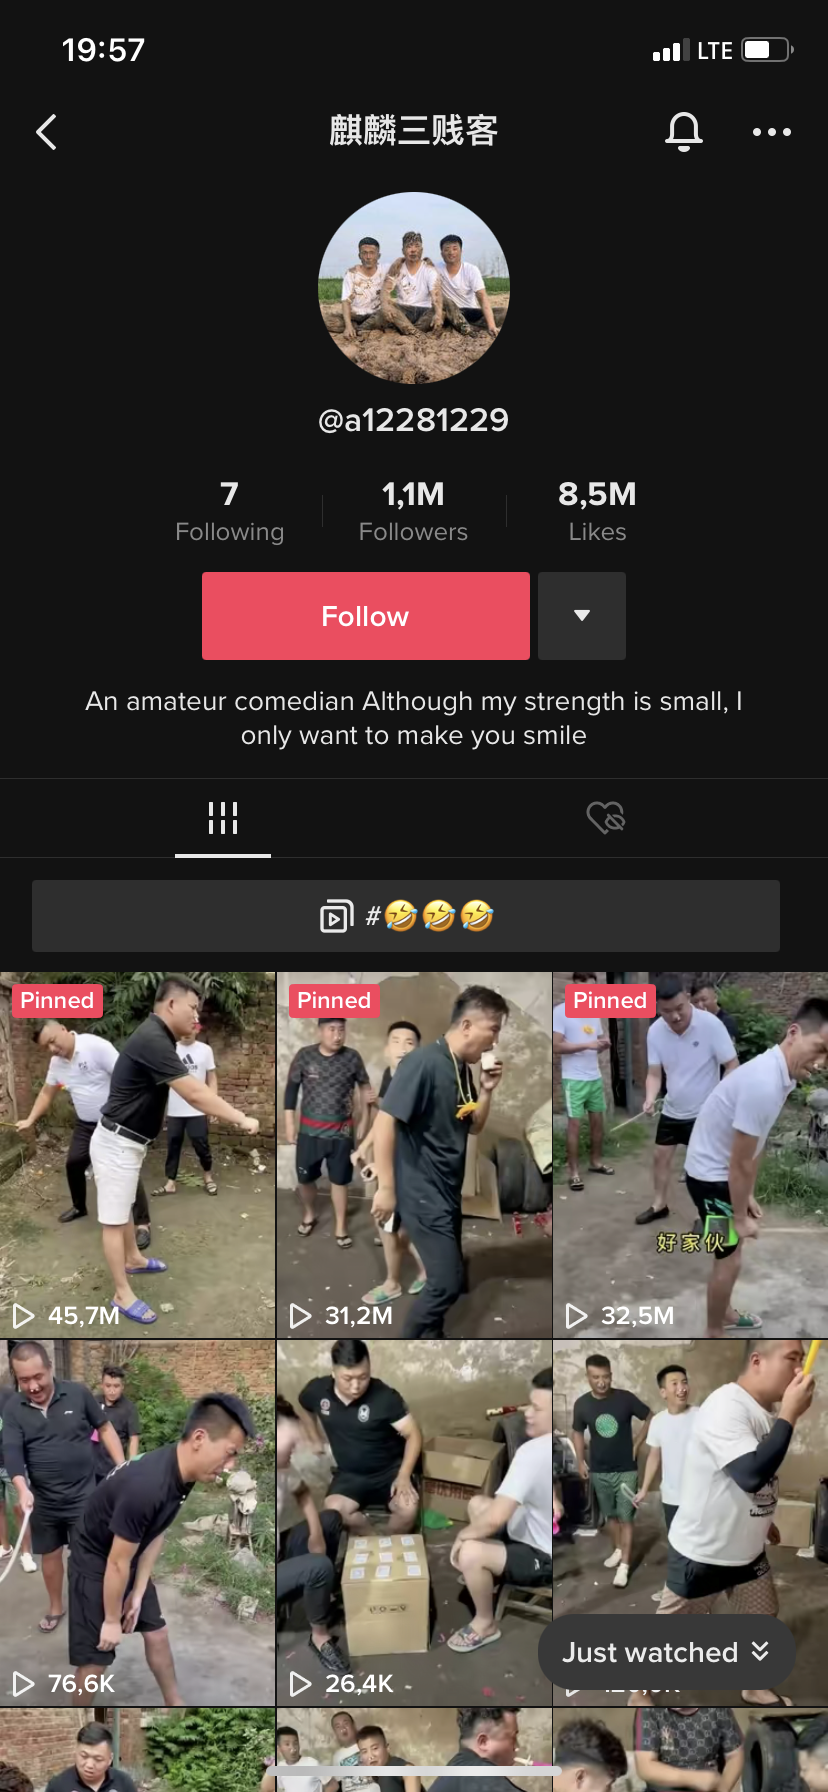 19:57
LTE
麒麟三贱客
@a12281229
7
Following
1,1M
Followers
8,5M
Likes
Follow
An amateur comedian Although my strength is small, I
only want to make you smile
#🤣🤣🤣
Pinned
Pinned
Pinned
好家伙
45,7M
31,2M
32,5M
76,6K
26,4K
Just watched